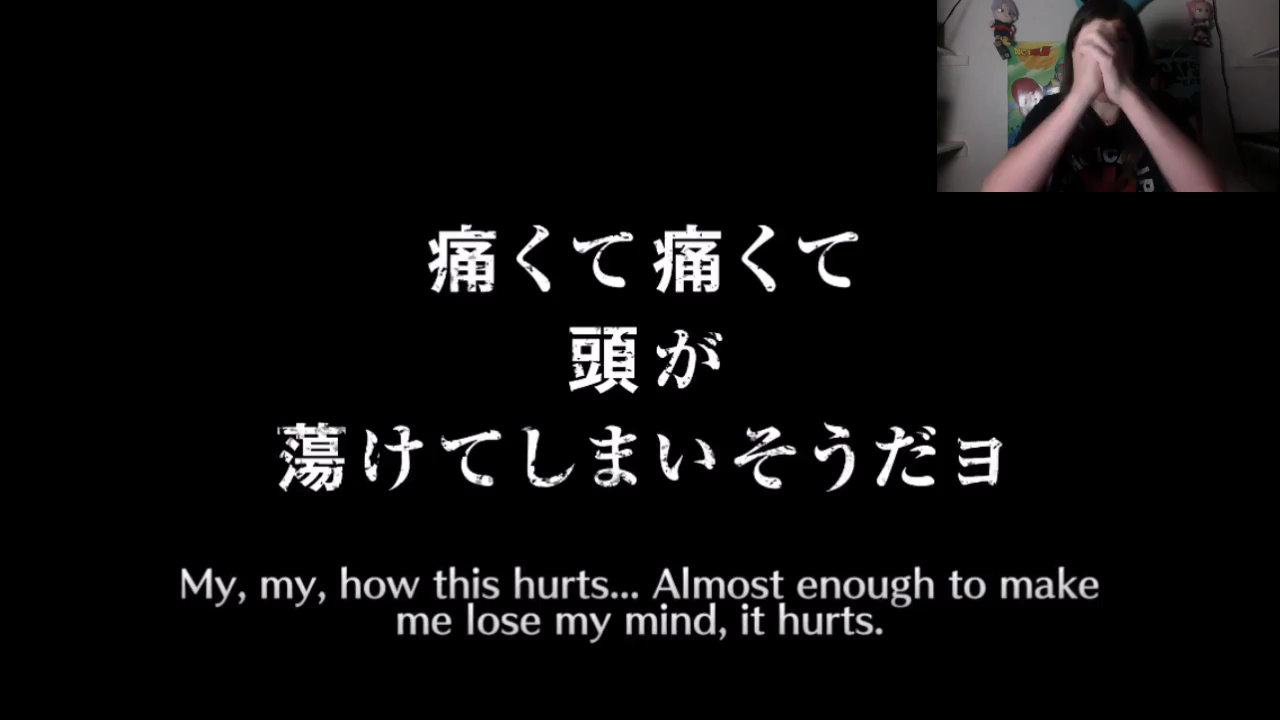 痛くて 痛くて
頭が
蕩けてしまいそうだヨ
My, my, how this hurts... Almost enough to make
me lose my mind, it hurts.